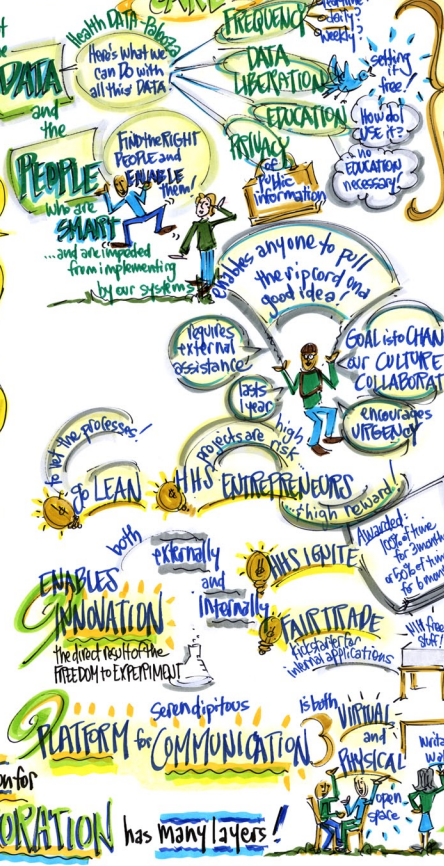 Health DATA-Palooza
Here's what we
can Do with
all this DATA!
DATA
and
the
PEOPLE
who are
SMART
...and are impeded
from implementing
by our systems
Find the RIGHT
PEOPLE and
ENABLE
them!
FREQUENCY
daily?
weekly?
DATA
LIBERATION
setting
it
free!
EDUCATION
How do I
use it?
no
EDUCATION
necessary!
PRIVACY
of
public
information
enables anyone to pull
the ripcord on a
good idea!
requires
external
assistance
lasts
1 year
GOAL is to CHAN
our CULTURE
COLLABORAT
encourages
URGENCY
to vet the processes!
go LEAN
projects are high
risk...
HHS ENTREPRENEURS
...& high reward!
Awarded:
100% of time
for 3 months
or 50% of time
for 6 mon
both
externally
and
Internally
HHS IGNITE
ENABLES
INNOVATION
the direct result of the
FREEDOM to EXPERIMENT
FAIR TRADE
Kickstarter for
internal applications
free
stuff!
serendipitous
PLATFORM for COMMUNICATION
is both
VIRTUAL
and
PHYSICAL
open
space
for
ORATION has many layers!